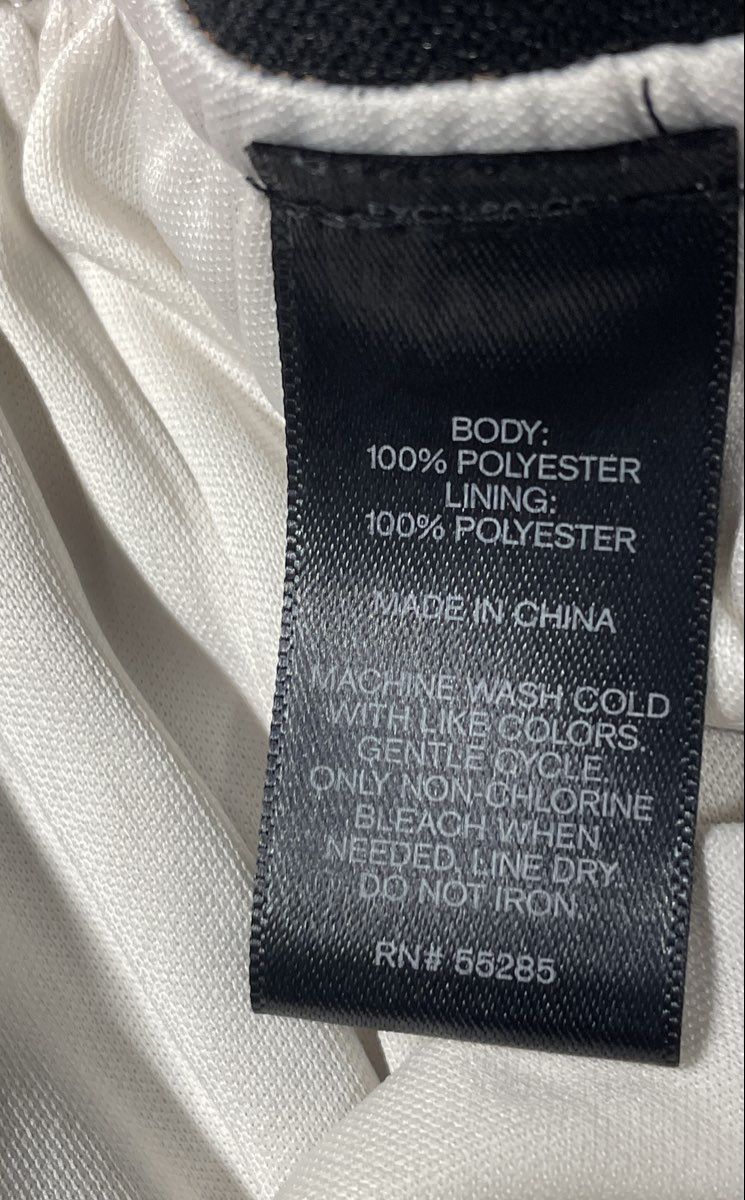 BODY:
100% POLYESTER
LINING:
100% POLYESTER
MADE IN CHINA
MACHINE WASH COLD
WITH LIKE COLORS.
GENTLE CYCLE.
ONLY NON-CHLORINE
BLEACH WHEN
NEEDED. LINE DRY.
DO NOT IRON.
RN# 55285